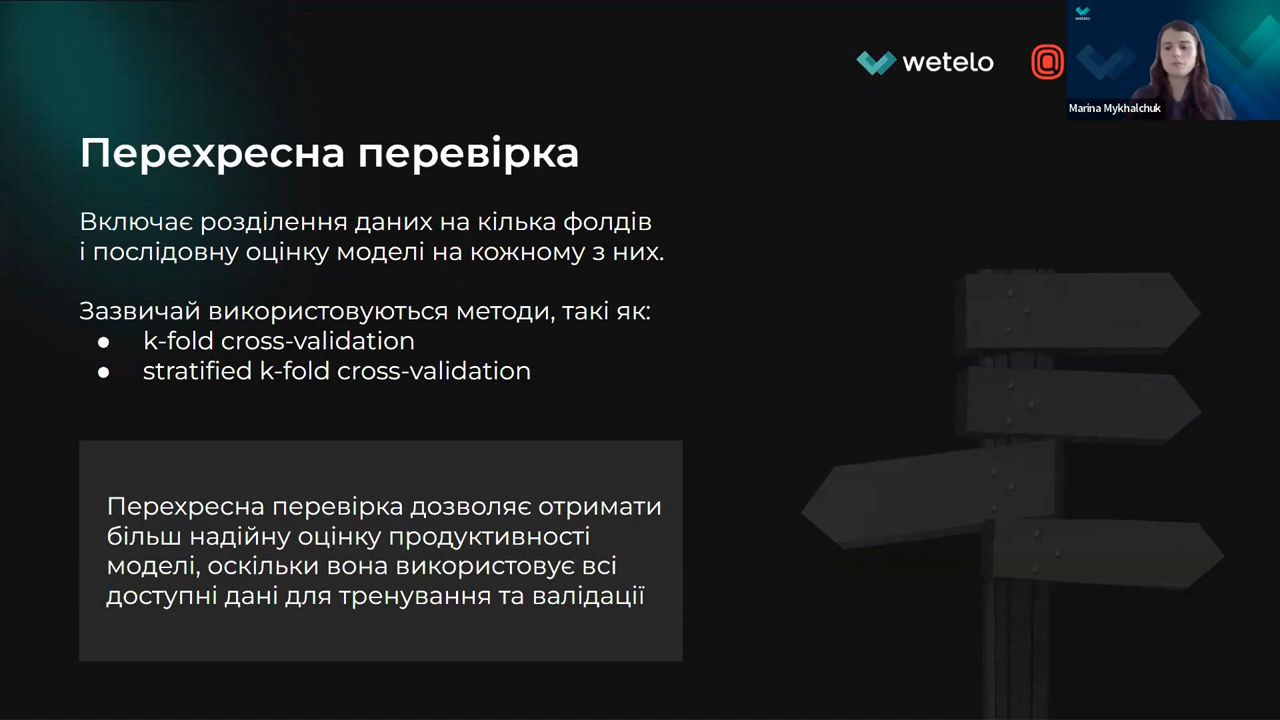 wetelo
wetelo
Marina Mykhalchuk
Перехресна перевірка
Включає розділення даних на кілька фолдів
і послідовну оцінку моделі на кожному з них.
Зазвичай використовуються методи, такі як:
● k-fold cross-validation
● stratified k-fold cross-validation
Перехресна перевірка дозволяє отримати
більш надійну оцінку продуктивності
моделі, оскільки вона використовує всі
доступні дані для тренування та валідації